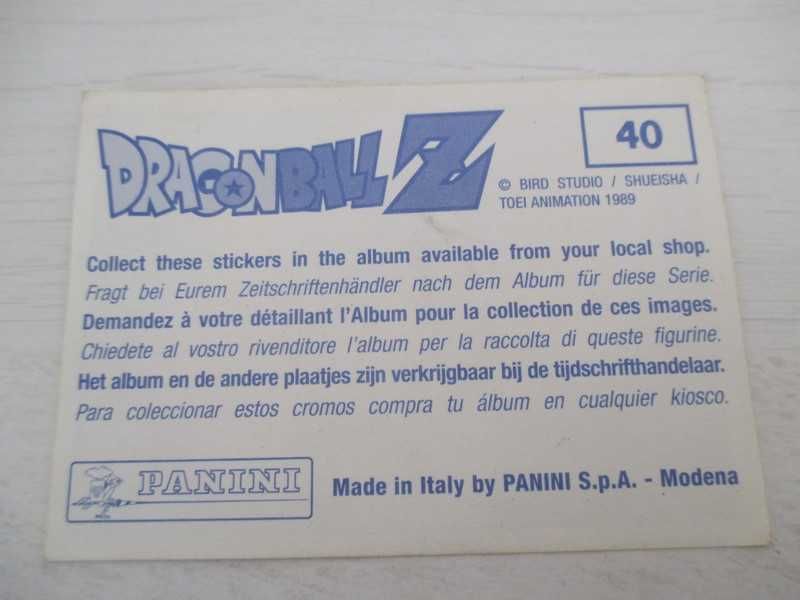 DRAGONBALL Z
40
© BIRD STUDIO / SHUEISHA /
TOEI ANIMATION 1989
Collect these stickers in the album available from your local shop.
Fragt bei Eurem Zeitschriftenhändler nach dem Album für diese Serie.
Demandez à votre détaillant l'Album pour la collection de ces images.
Chiedete al vostro rivenditore l'album per la raccolta di queste figurine.
Het album en de andere plaatjes zijn verkrijgbaar bij de tijdschrifthandelaar.
Para coleccionar estos cromos compra tu álbum en cualquier kiosco.
PANINI
Made in Italy by PANINI S.p.A. - Modena